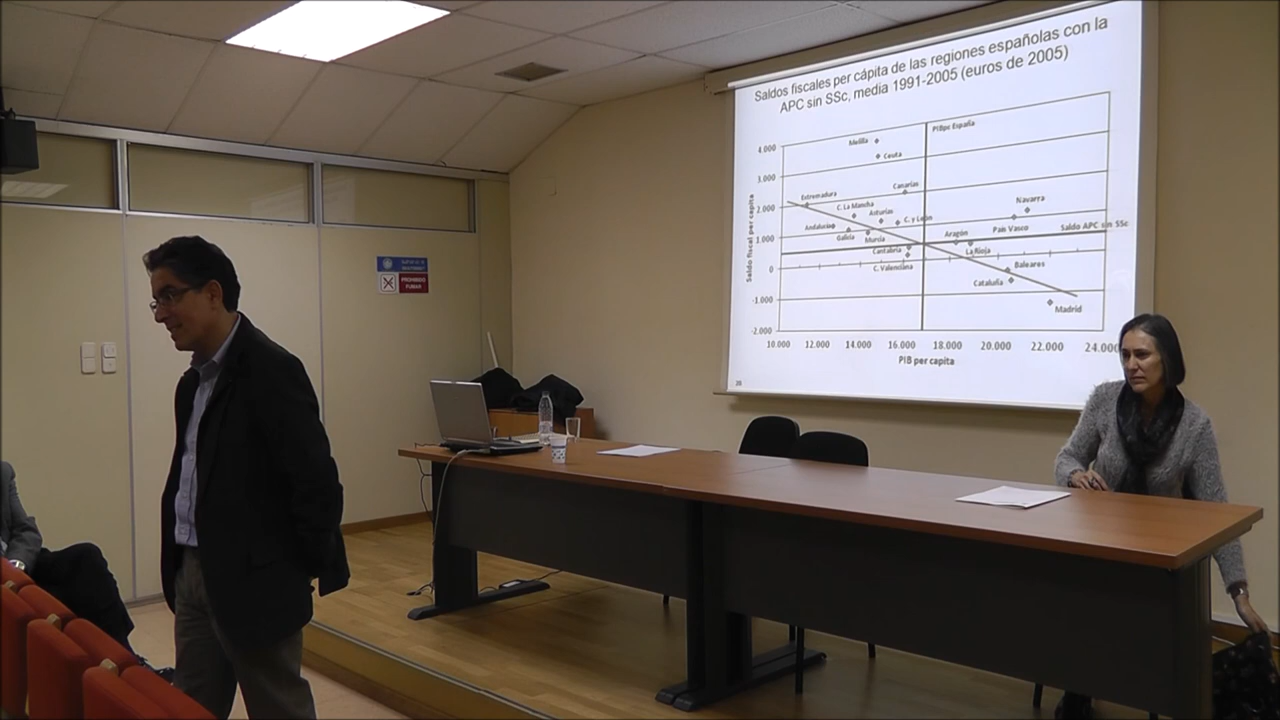 Saldos fiscales per cápita de las regiones españolas con la
APC sin SSc, media 1991-2005 (euros de 2005)
PIBpc España
4.000
Melilla
Ceuta
3.000
Canarias
Extremadura
2.000
C. La Mancha
Asturias
C. y León
Navarra
Andalucía
Galicia
Murcia
Aragón
País Vasco
Saldo APC sin SSc
1.000
Cantabria
La Rioja
0
C. Valenciana
Baleares
Cataluña
-1.000
Madrid
-2.000
Saldo fiscal per capita
10.000 12.000 14.000 16.000 18.000 20.000 22.000 24.000
PIB per capita
PROHIBIDO
FUMAR